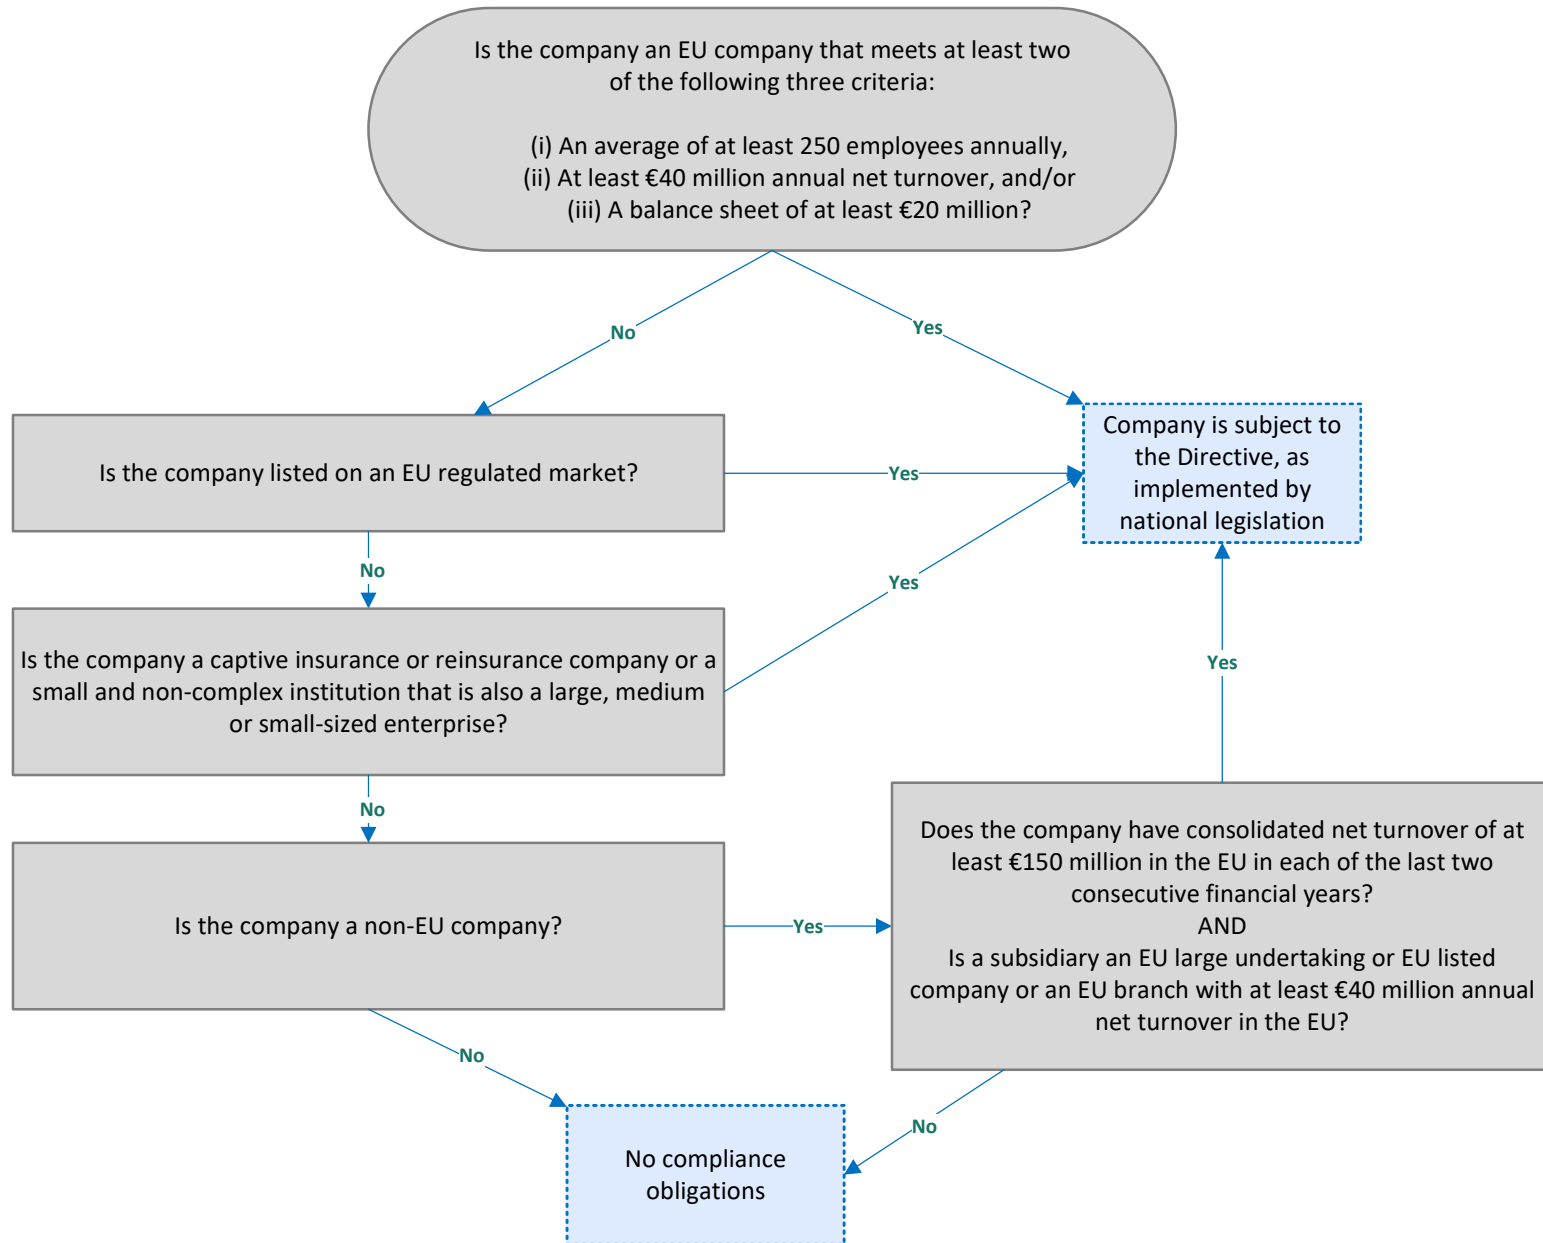 Is the company an EU company that meets at least two
of the following three criteria:
(i) An average of at least 250 employees annually,
(ii) At least €40 million annual net turnover, and/or
(iii) A balance sheet of at least €20 million?
No
Yes
Is the company listed on an EU regulated market?
Yes
Company is subject to
the Directive, as
implemented by
national legislation
No
Yes
Is the company a captive insurance or reinsurance company or a
small and non-complex institution that is also a large, medium
or small-sized enterprise?
Yes
No
Is the company a non-EU company?
Yes
Does the company have consolidated net turnover of at
least €150 million in the EU in each of the last two
consecutive financial years?
AND
Is a subsidiary an EU large undertaking or EU listed
company or an EU branch with at least €40 million annual
net turnover in the EU?
No
No
No compliance
obligations